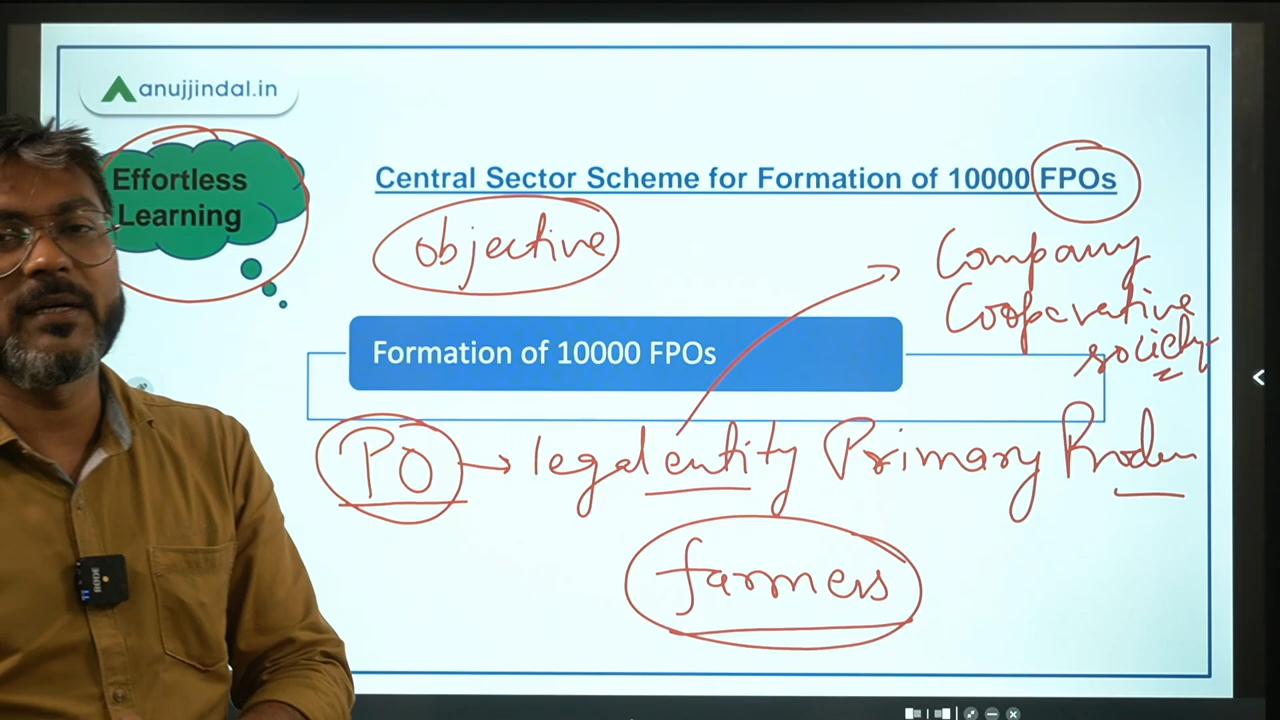 anujjindal.in
Effortless
Learning
Central Sector Scheme for Formation of 10000 FPOs
objective
Company
Cooperative
society
Formation of 10000 FPOs
PO → legal entity Primary
farmers
RODE